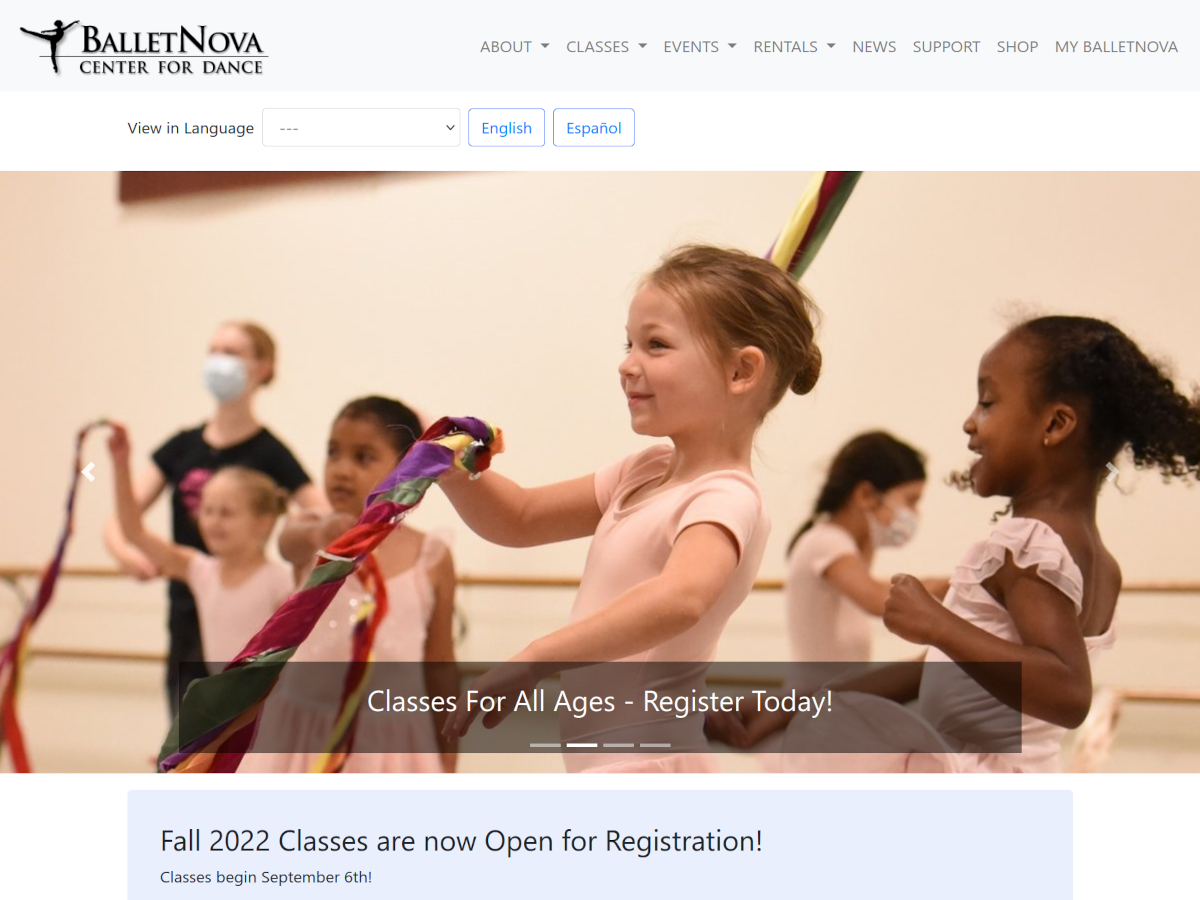 BALLETNOVA
CENTER FOR DANCE
ABOUT CLASSES EVENTS RENTALS NEWS SUPPORT SHOP MY BALLETNOVA
View in Language --- English Español
Classes For All Ages - Register Today!
Fall 2022 Classes are now Open for Registration!
Classes begin September 6th!